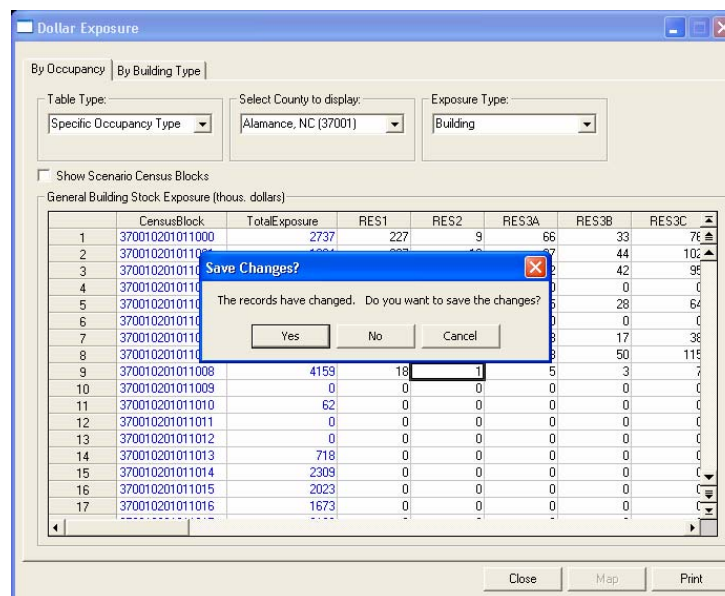 Dollar Exposure
By Occupancy By Building Type
Table Type: Select County to display: Exposure Type:
Specific Occupancy Type Alamance, NC (37001) Building
Show Scenario Census Blocks
General Building Stock Exposure (thous. dollars)
CensusBlock TotalExposure RES1 RES2 RES3A RES3B RES3C
1 370010201011000 2737 227 9 66 33
2 44
3 42
4 0
5 28
6 0
7 17
8 50
Save Changes?
The records have changed. Do you want to save the changes?
Yes No Cancel
9 370010201011008 4159 18 1 5 3
10 370010201011009 0 0 0 0 0
11 370010201011010 62 0 0 0 0
12 370010201011011 0 0 0 0 0
13 370010201011012 0 0 0 0 0
14 370010201011013 718 0 0 0 0
15 370010201011014 2309 0 0 0 0
16 370010201011015 2023 0 0 0 0
17 370010201011016 1673 0 0 0 0
Close Map Print